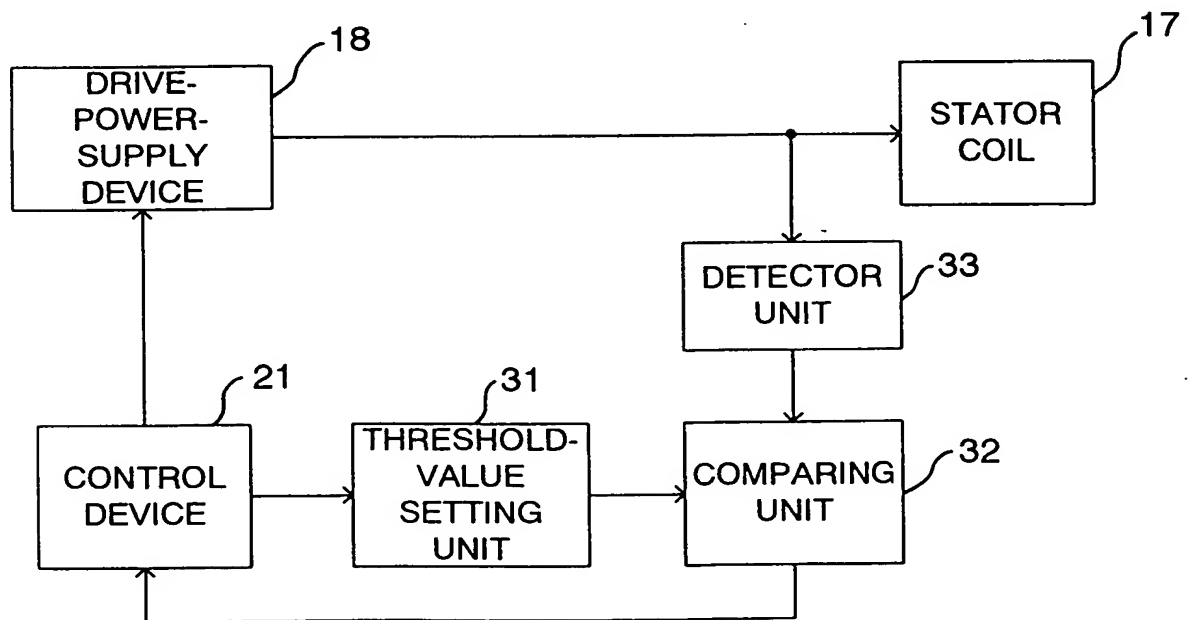 18
DRIVE-
POWER-
SUPPLY
DEVICE
17
STATOR
COIL
DETECTOR
UNIT
33
21
CONTROL
DEVICE
31
THRESHOLD-
VALUE
SETTING
UNIT
COMPARING
UNIT
32